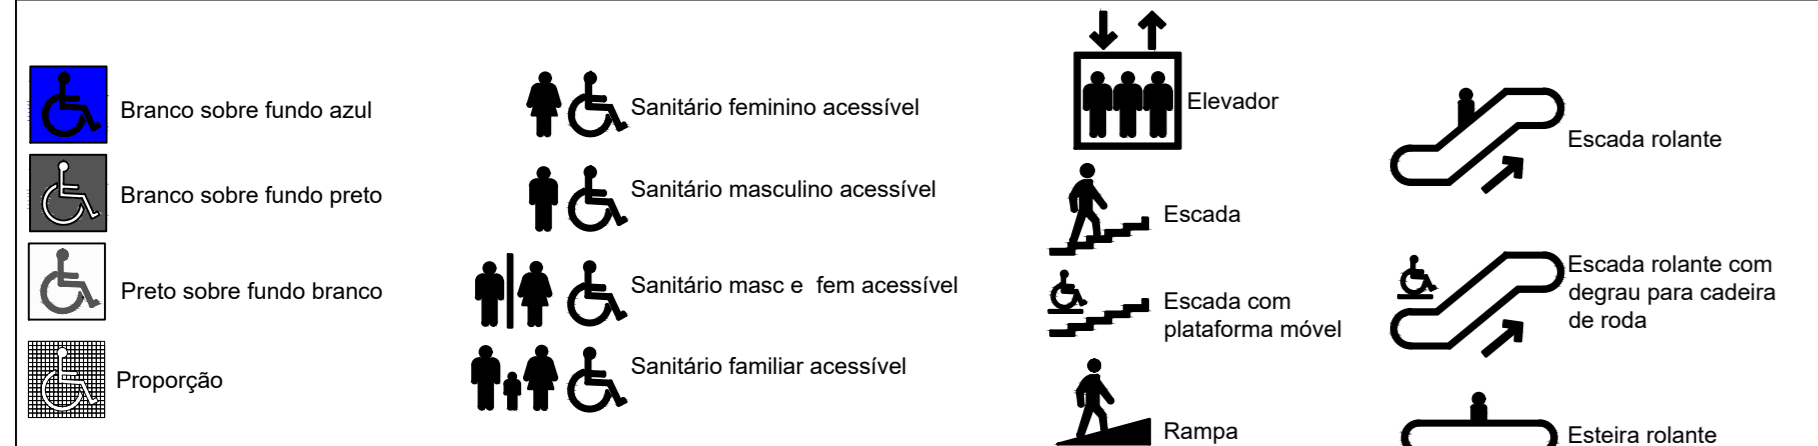 Branco sobre fundo azul
Branco sobre fundo preto
Preto sobre fundo branco
Proporção
Sanitário feminino acessível
Sanitário masculino acessível
Sanitário masc e  fem acessível
Sanitário familiar acessível
Elevador
Escada
Escada com
plataforma móvel
Rampa
Escada rolante
Escada rolante com
degrau para cadeira
de roda
Esteira rolante